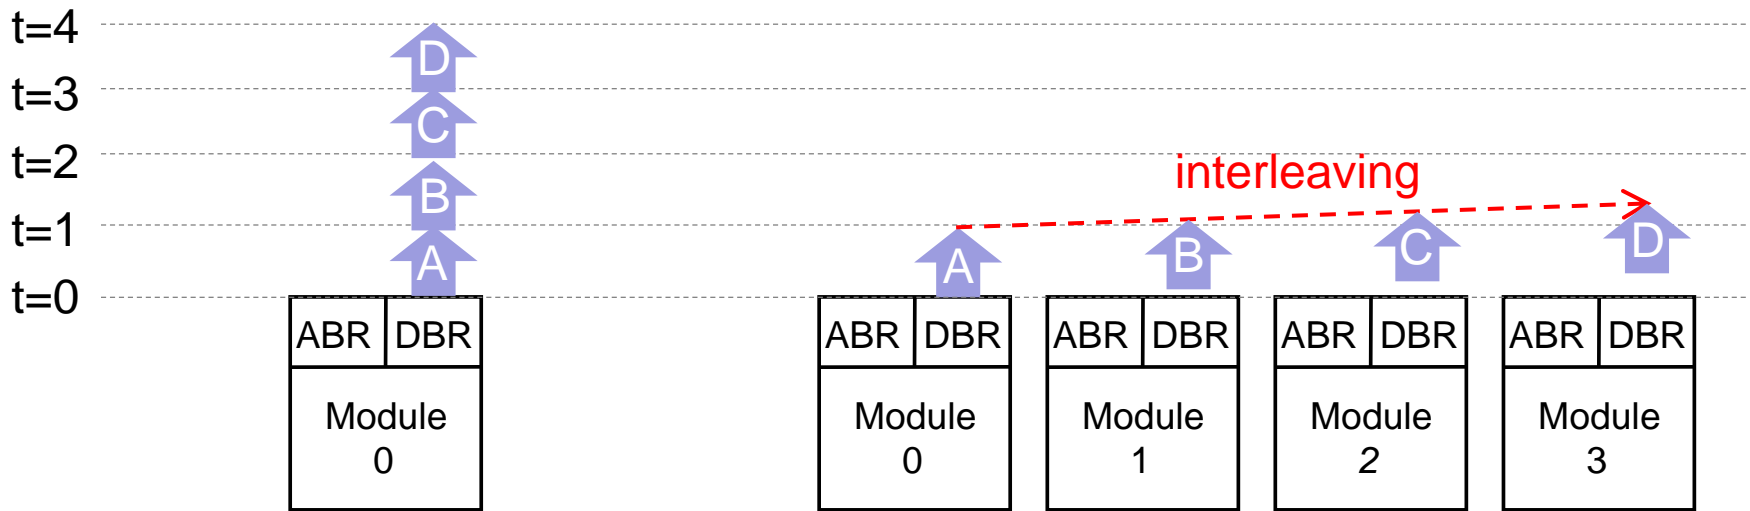 t=4
D
t=3
C
t=2
interleaving
B
t=1
A
A
B
C
D
t=0
ABR DBR
ABR DBR
ABR DBR
ABR DBR
ABR DBR
Module
0
Module
0
Module
1
Module
2
Module
3